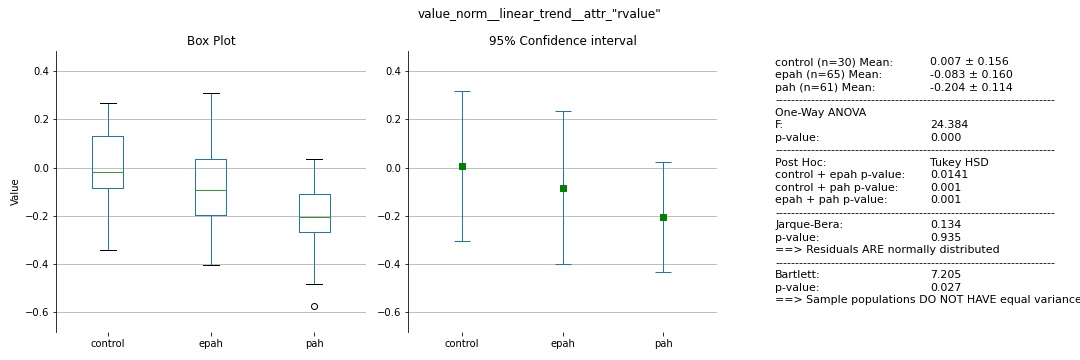 value_norm__linear_trend__attr_"rvalue"
Box Plot
0.4
0.2
0.0
−0.2
−0.4
−0.6
Value
control
epah
pah
95% Confidence interval
0.4
0.2
0.0
−0.2
−0.4
−0.6
control
epah
pah
control (n=30) Mean: 0.007 ± 0.156
epah (n=65) Mean: -0.083 ± 0.160
pah (n=61) Mean: -0.204 ± 0.114
One-Way ANOVA
F: 24.384
p-value: 0.000
Post Hoc: Tukey HSD
control + epah p-value: 0.0141
control + pah p-value: 0.001
epah + pah p-value: 0.001
Jarque-Bera: 0.134
p-value: 0.935
==> Residuals ARE normally distributed
Bartlett: 7.205
p-value: 0.027
==> Sample populations DO NOT HAVE equal variance